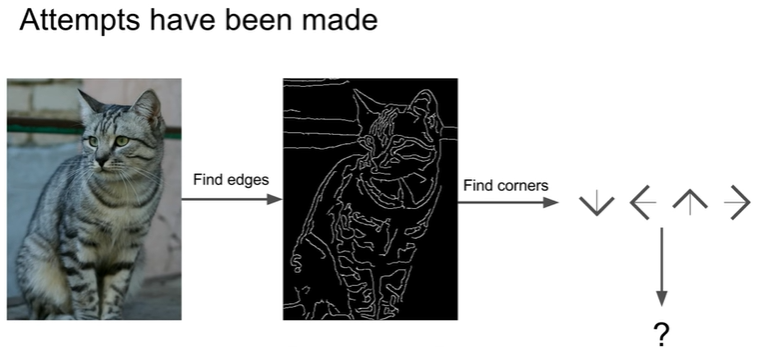 Attempts have been made
Find edges
Find corners
?